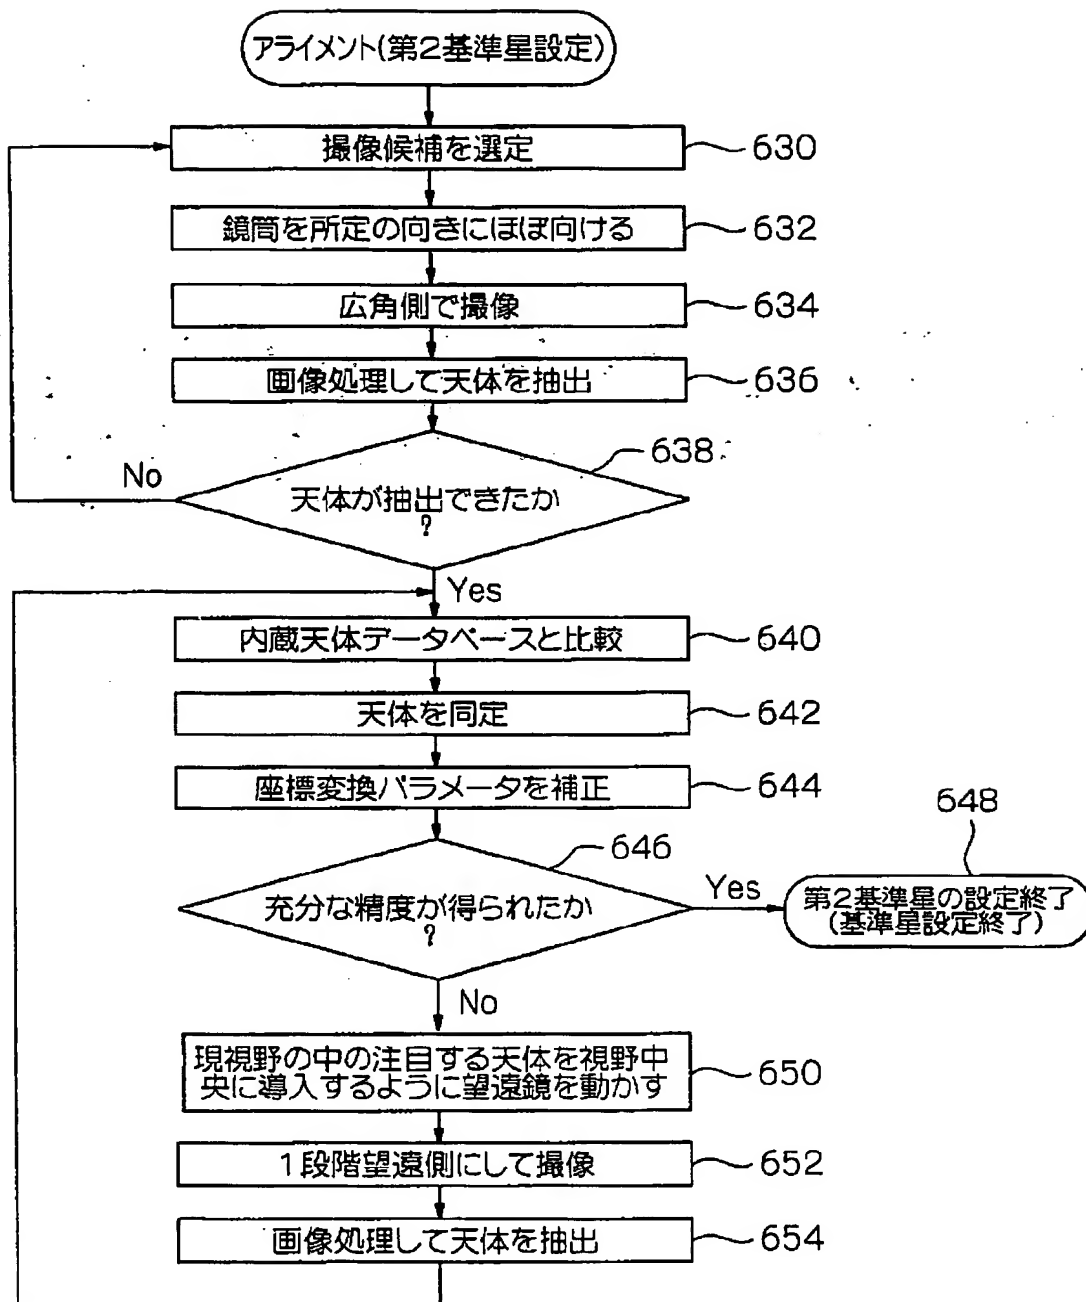 アライメント(第2基準星設定)
撮像候補を選定
630
鏡筒を所定の向きにほぼ向ける
632
広角側で撮像
634
画像処理して天体を抽出
636
638
No
天体が抽出できたか
?
Yes
内蔵天体データベースと比較
640
天体を同定
642
座標変換パラメータを補正
644
648
646
Yes
充分な精度が得られたか
?
第2基準星の設定終了
(基準星設定終了)
No
現視野の中の注目する天体を視野中
央に導入するように望遠鏡を動かす
650
1段階望遠側にして撮像
652
画像処理して天体を抽出
654